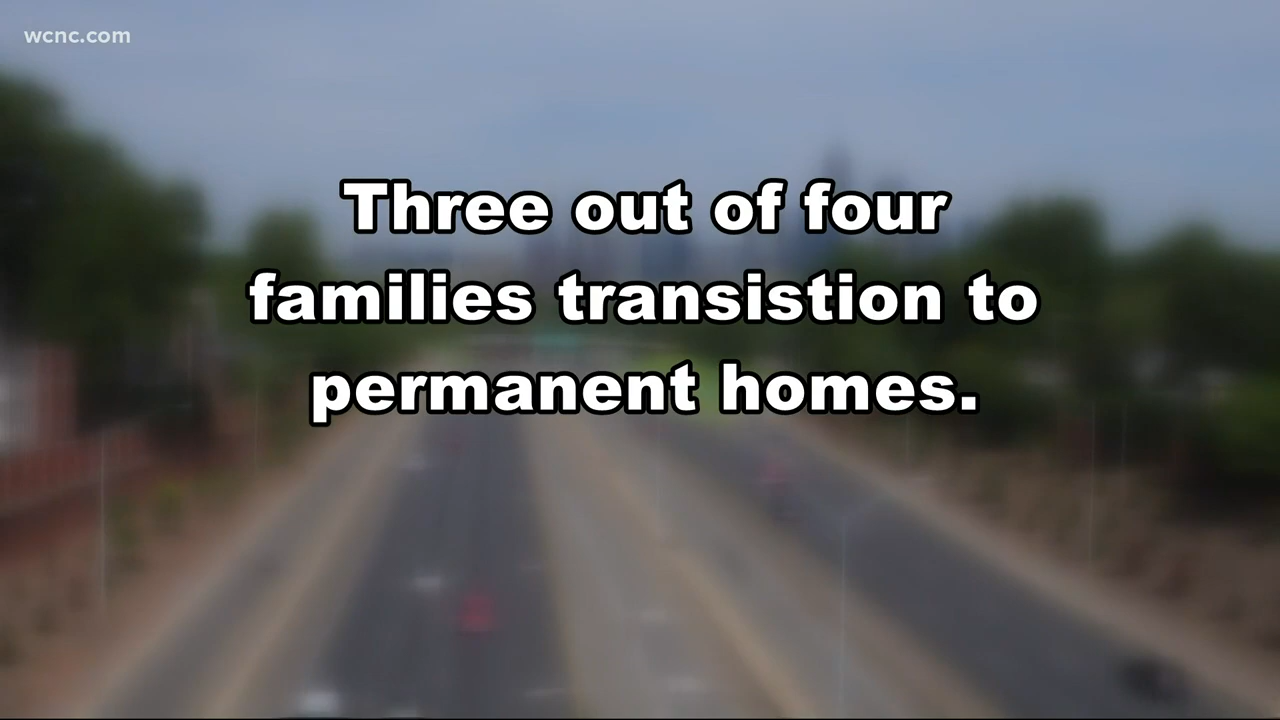 wcnc.com
Three out of four
families transistion to
permanent homes.